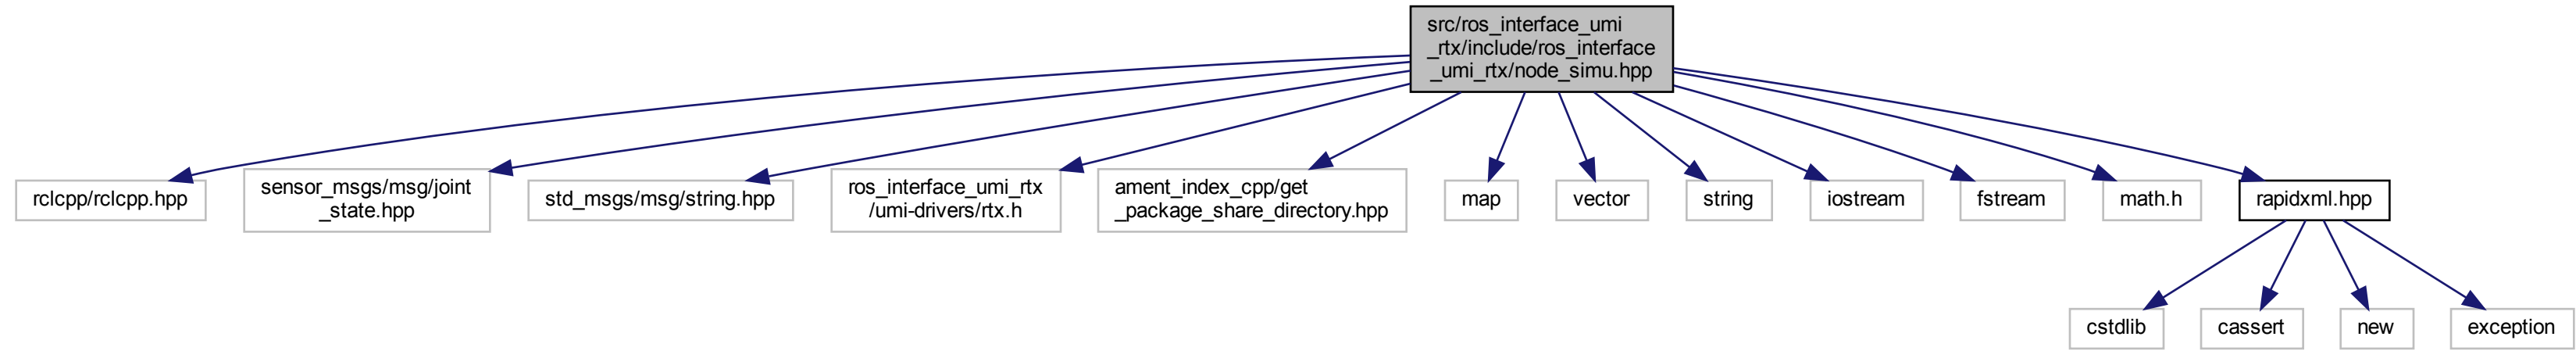 src/ros_interface_umi
_rtx/include/ros_interface
_umi_rtx/node_simu.hpp
rclcpp/rclcpp.hpp
sensor_msgs/msg/joint
_state.hpp
std_msgs/msg/string.hpp
ros_interface_umi_rtx
/umi-drivers/rtx.h
ament_index_cpp/get
_package_share_directory.hpp
map
vector
string
iostream
fstream
math.h
rapidxml.hpp
cstdlib
cassert
new
exception